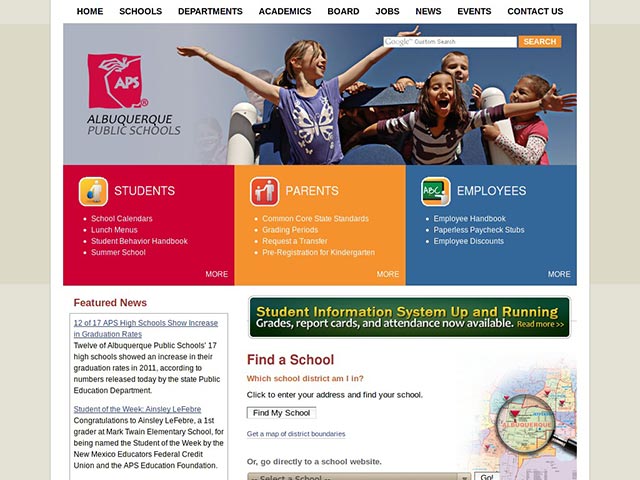 HOME SCHOOLS DEPARTMENTS ACADEMICS BOARD JOBS NEWS EVENTS CONTACT US
Google™ Custom Search SEARCH
APS
®
ALBUQUERQUE
PUBLIC SCHOOLS
STUDENTS
School Calendars
Lunch Menus
Student Behavior Handbook
Summer School
MORE
PARENTS
Common Core State Standards
Grading Periods
Request a Transfer
Pre-Registration for Kindergarten
MORE
ABC
EMPLOYEES
Employee Handbook
Paperless Paycheck Stubs
Employee Discounts
MORE
Featured News
12 of 17 APS High Schools Show Increase
in Graduation Rates
Twelve of Albuquerque Public Schools' 17
high schools showed an increase in their
graduation rates in 2011, according to
numbers released today by the state Public
Education Department.
Student of the Week: Ainsley LeFebre
Congratulations to Ainsley LeFebre, a 1st
grader at Mark Twain Elementary School, for
being named the Student of the Week by the
New Mexico Educators Federal Credit
Union and the APS Education Foundation.
Student Information System Up and Running
Grades, report cards, and attendance now available. Read more >>
Find a School
Which school district am I in?
Click to enter your address and find your school.
Find My School
Get a map of district boundaries
ALBUQUERQUE
Or, go directly to a school website.
-- Select a School -- Go!